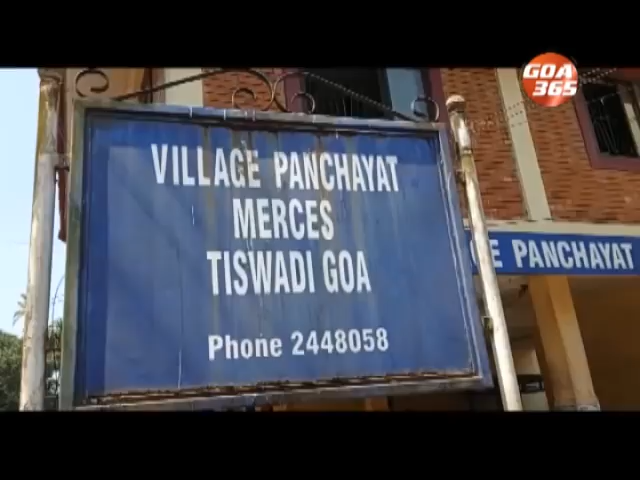 GOA
365
VILLAGE PANCHAYAT
MERCES
TISWADI GOA
Phone 2448058
E PANCHAYAT